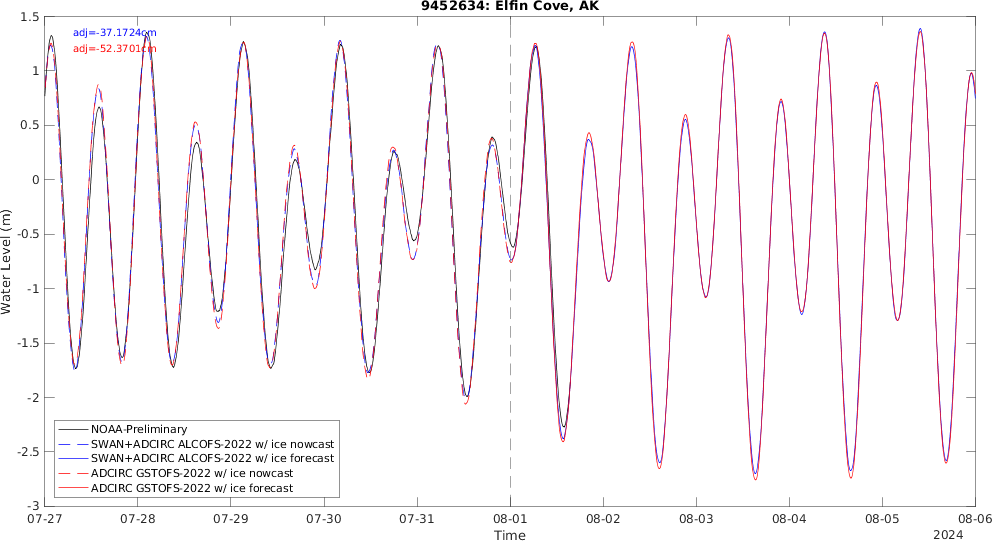 9452634: Elfin Cove, AK
adj=-37.1724cm
adj=-52.3701cm
Water Level (m)
1.5
1
0.5
0
-0.5
-1
-1.5
-2
-2.5
-3
NOAA-Preliminary
SWAN+ADCIRC ALCOFS-2022 w/ ice nowcast
SWAN+ADCIRC ALCOFS-2022 w/ ice forecast
ADCIRC GSTOFS-2022 w/ ice nowcast
ADCIRC GSTOFS-2022 w/ ice forecast
07-27 07-28 07-29 07-30 07-31 08-01 08-02 08-03 08-04 08-05 08-06
Time
2024